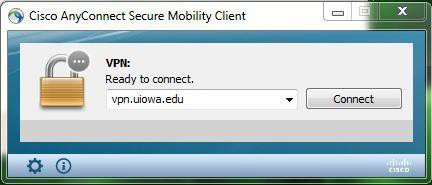 Cisco AnyConnect Secure Mobility Client
VPN:
Ready to connect.
vpn.uiowa.edu
Connect
CISCO